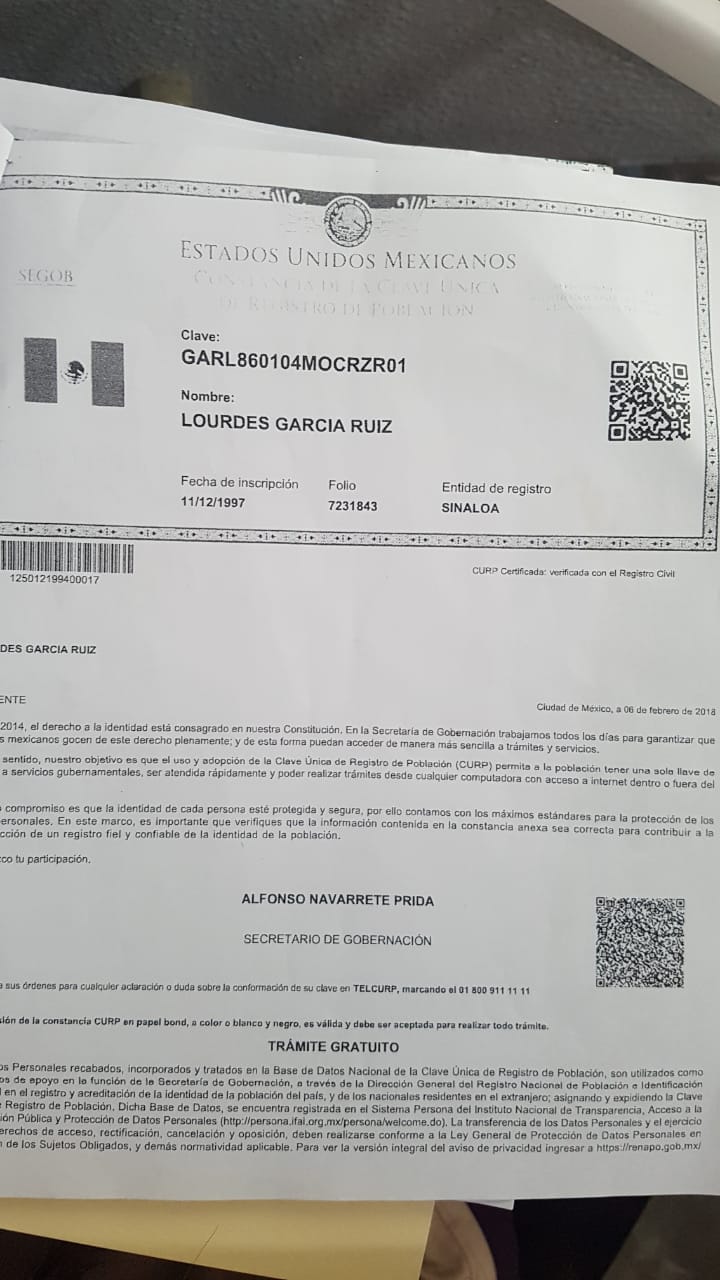 ESTADOS UNIDOS MEXICANOS
SEGOB
CONSTANCIA DE LA CLAVE ÚNICA
DE REGISTRO DE POBLACIÓN
Clave:
GARL860104MOCRZR01
Nombre:
LOURDES GARCIA RUIZ
Fecha de inscripción Folio Entidad de registro
11/12/1997 7231843 SINALOA
125012199400017
CURP Certificada: verificada con el Registro Civil
DES GARCIA RUIZ
ENTE
Ciudad de México, a 06 de febrero de 2018
2014, el derecho a la identidad está consagrado en nuestra Constitución. En la Secretaría de Gobernación trabajamos todos los días para garantizar que
s mexicanos gocen de este derecho plenamente; y de esta forma puedan acceder de manera más sencilla a trámites y servicios.
sentido, nuestro objetivo es que el uso y adopción de la Clave Única de Registro de Población (CURP) permita a la población tener una sola llave de
a servicios gubernamentales, ser atendida rápidamente y poder realizar trámites desde cualquier computadora con acceso a internet dentro o fuera del
o compromiso es que la identidad de cada persona esté protegida y segura, por ello contamos con los máximos estándares para la protección de los
ersonales. En este marco, es importante que verifiques que la información contenida en la constancia anexa sea correcta para contribuir a la
cción de un registro fiel y confiable de la identidad de la población.
co tu participación.
ALFONSO NAVARRETE PRIDA
SECRETARIO DE GOBERNACIÓN
a sus órdenes para cualquier aclaración o duda sobre la conformación de su clave en TELCURP, marcando el 01 800 911 11 11
sión de la constancia CURP en papel bond, a color o blanco y negro, es válida y debe ser aceptada para realizar todo trámite.
TRÁMITE GRATUITO
os Personales recabados, incorporados y tratados en la Base de Datos Nacional de la Clave Única de Registro de Población, son utilizados como
os de apoyo en la función de la Secretaría de Gobernación, a través de la Dirección General del Registro Nacional de Población e Identificación
l en el registro y acreditación de la identidad de la población del país, y de los nacionales residentes en el extranjero; asignando y expidiendo la Clave
Registro de Población. Dicha Base de Datos, se encuentra registrada en el Sistema Persona del Instituto Nacional de Transparencia, Acceso a la
ión Pública y Protección de Datos Personales (http://persona.ifai.org.mx/persona/welcome.do). La transferencia de los Datos Personales y el ejercicio
erechos de acceso, rectificación, cancelación y oposición, deben realizarse conforme a la Ley General de Protección de Datos Personales en
n de los Sujetos Obligados, y demás normatividad aplicable. Para ver la versión integral del aviso de privacidad ingresar a https://renapo.gob.mx/